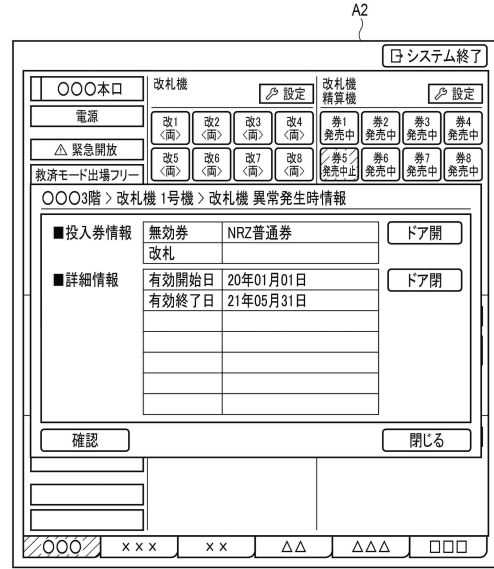 A2
システム終了
〇〇〇本口
電源
⚠ 緊急開放
救済モード出場フリー
改札機
設定
改1 〈両〉 改2 〈両〉 改3 〈両〉 改4 〈両〉
改5 〈両〉 改6 〈両〉 改7 〈両〉 改8 〈両〉
改札機
精算機
設定
券1 発売中 券2 発売中 券3 発売中 券4 発売中
券5 発売中止 券6 発売中 券7 発売中 券8 発売中
〇〇〇3階 > 改札機 1号機 > 改札機 異常発生時情報
■投入券情報 無効券 NRZ普通券 ドア開
改札
■詳細情報 有効開始日 20年01月01日 ドア閉
有効終了日 21年05月31日
確認 閉じる
〇〇〇 ××× ×× △△ △△△ □□□